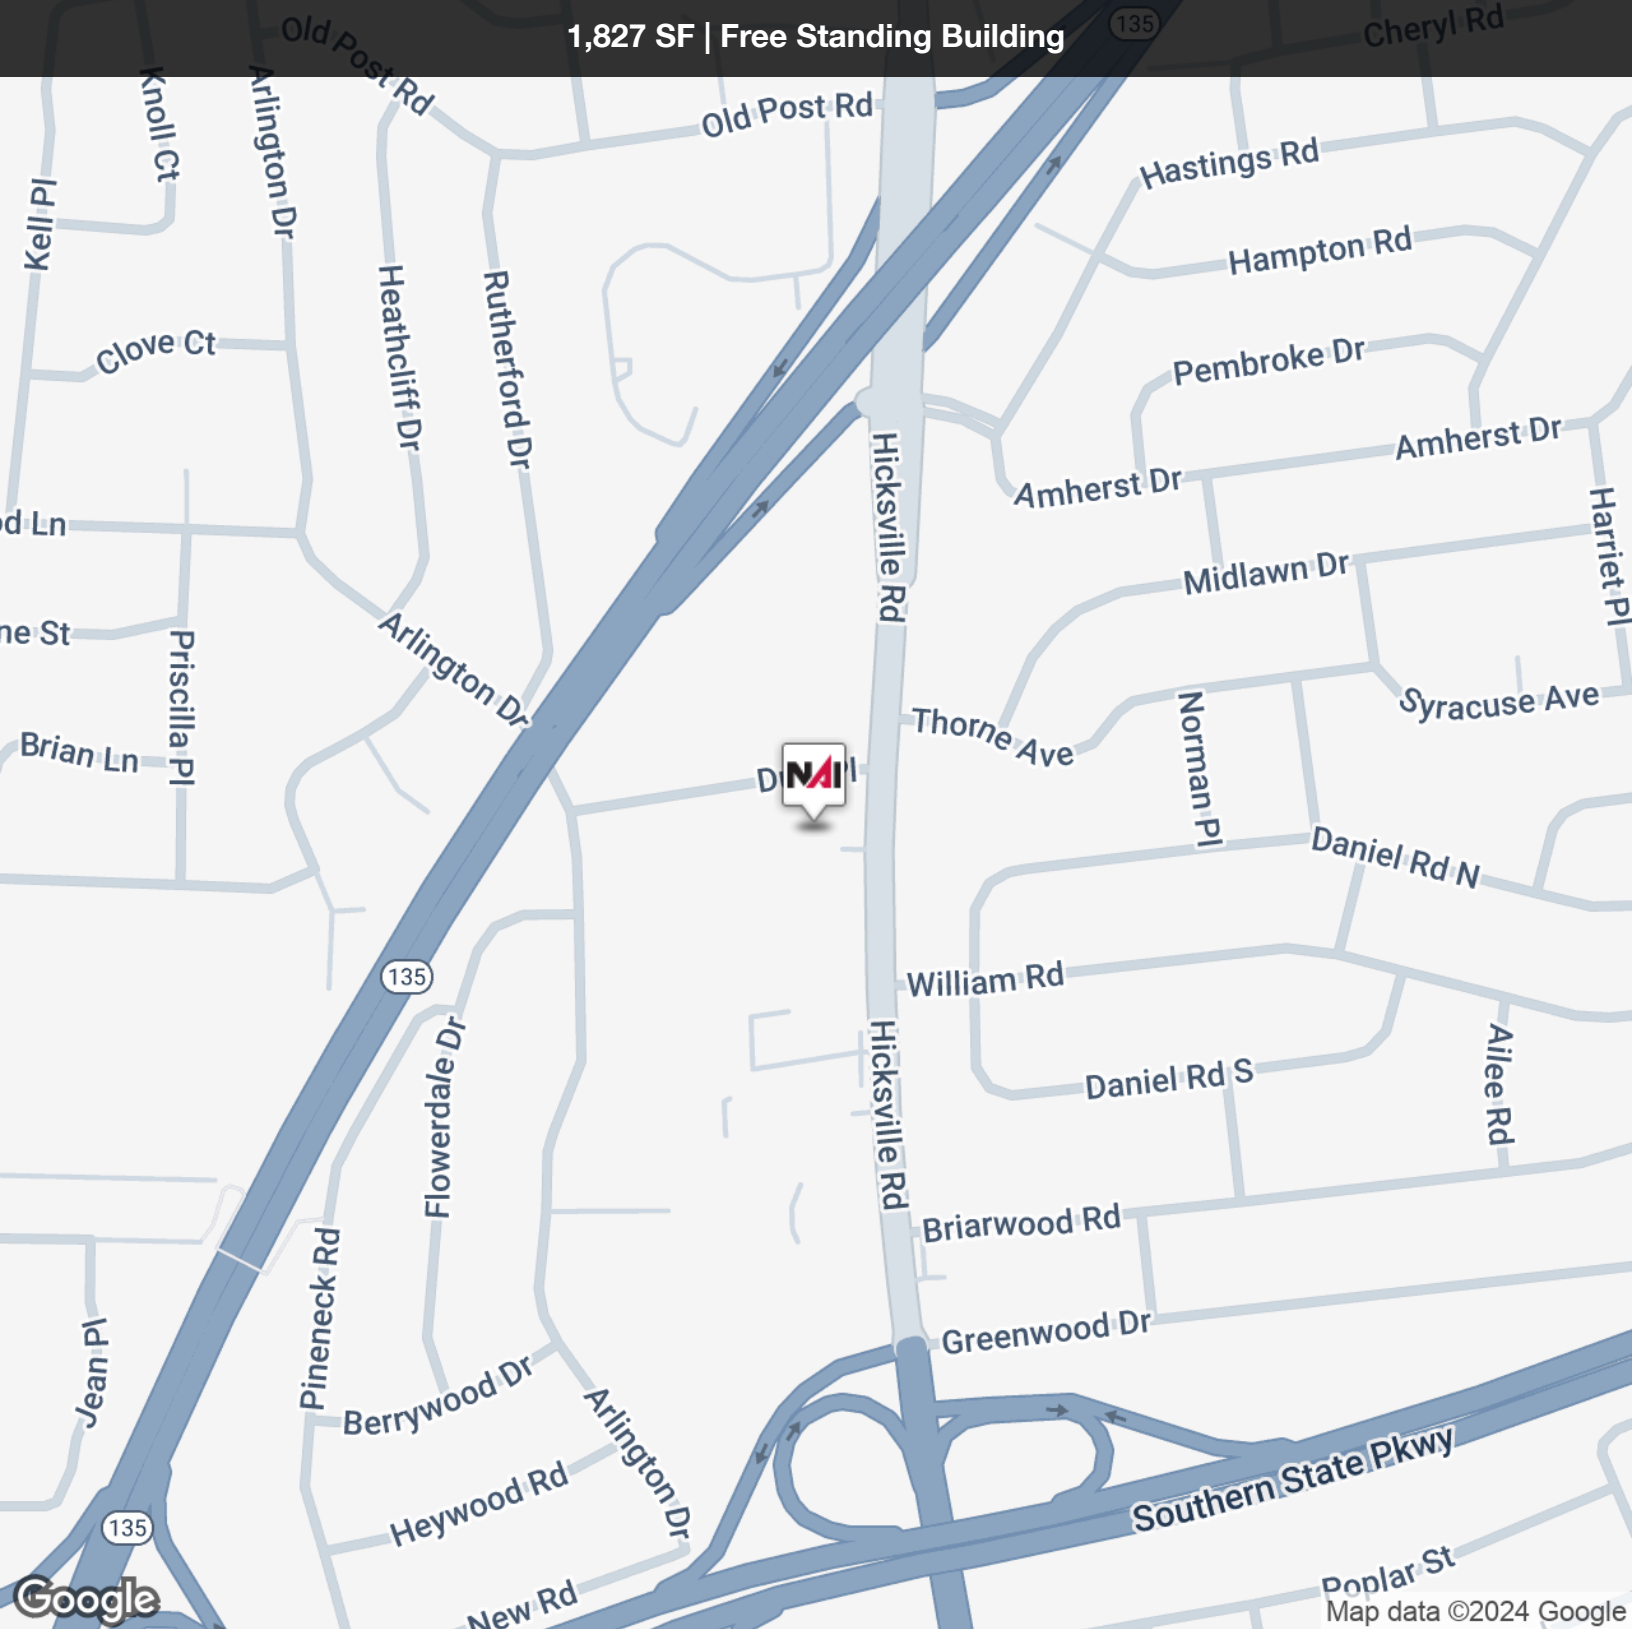 1,827 SF | Free Standing Building
135
Cheryl Rd
Old Post Rd
Knoll Ct
Arlington Dr
Old Post Rd
Hastings Rd
Kell Pl
Hampton Rd
Heathcliff Dr
Rutherford Dr
Clove Ct
Pembroke Dr
Amherst Dr
Hicksville Rd
Amherst Dr
Harriet Pl
Ln
Midlawn Dr
St
Priscilla Pl
Arlington Dr
Syracuse Ave
Norman Pl
Thorne Ave
Brian Ln
NAI
Pl
Daniel Rd N
135
William Rd
Flowerdale Dr
Hicksville Rd
Daniel Rd S
Ailee Rd
Briarwood Rd
Pineneck Rd
Greenwood Dr
Jean Pl
Berrywood Dr
Arlington Dr
Southern State Pkwy
Heywood Rd
135
Poplar St
New Rd
Google
Map data ©2024 Google